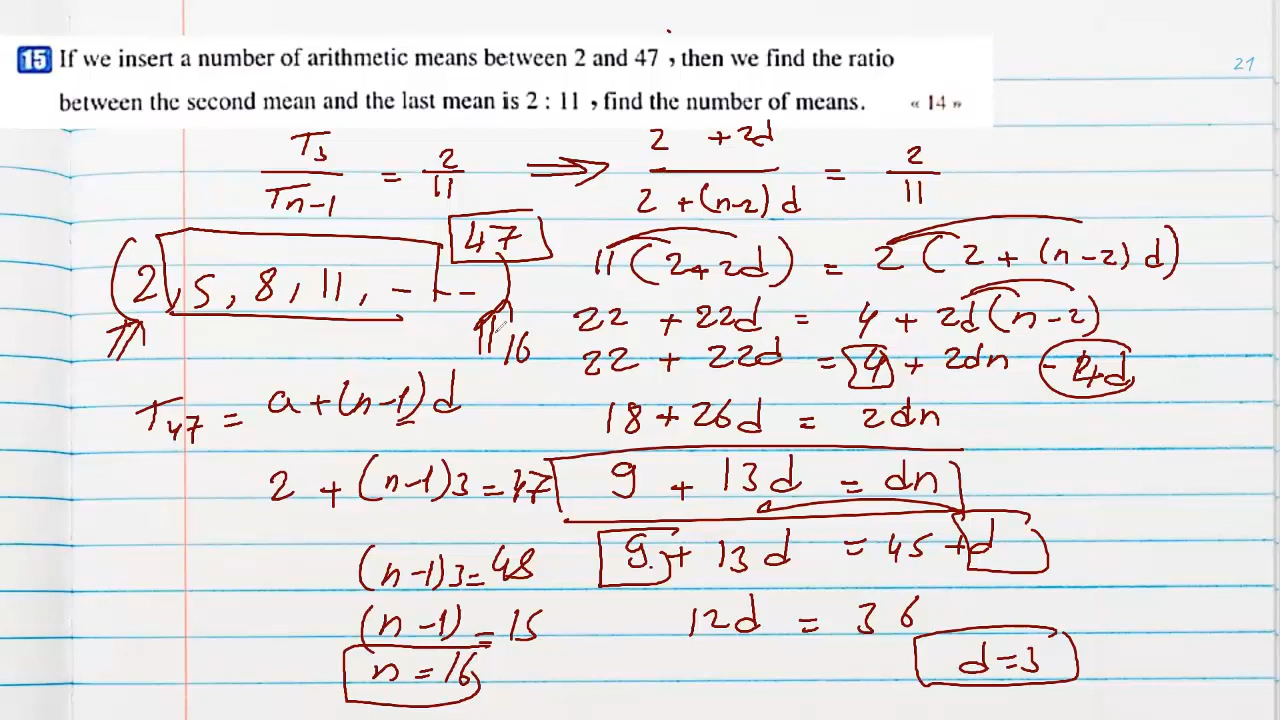 15 If we insert a number of arithmetic means between 2 and 47 , then we find the ratio
between the second mean and the last mean is 2 : 11 , find the number of means. « 14 »
21
T3 / Tn-1 = 2/11 ⟹ 2 + 2d / 2 + (n-2) d = 2/11
47
(2, 5, 8, 11, - - -)
16
11 (2+2d) = 2 (2 + (n-2) d)
22 + 22d = 4 + 2d (n-2)
22 + 22d = 4 + 2dn - 4d
T47 = a + (n-1) d
18 + 26d = 2dn
2 + (n-1)3 = 47
9 + 13d = dn
9 + 13d = 45 + d
(n-1)3 = 48
12d = 36
(n-1) = 15
n = 16
d = 3